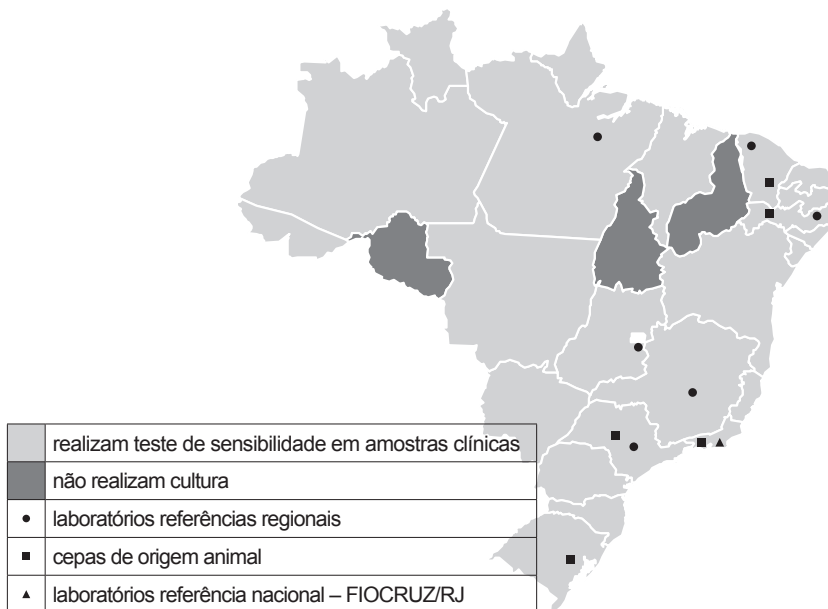 realizam teste de sensibilidade em amostras clínicas
não realizam cultura
laboratórios referências regionais
cepas de origem animal
laboratórios referência nacional – FIOCRUZ/RJ